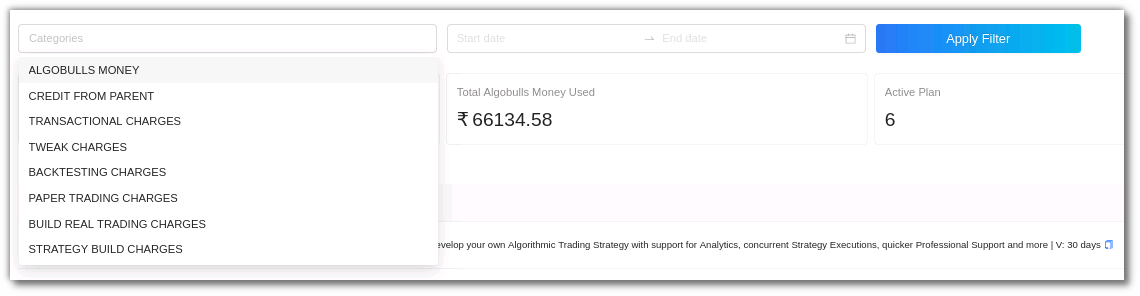 Categories
Start date
End date
Apply Filter
ALGOBULLS MONEY
CREDIT FROM PARENT
TRANSACTIONAL CHARGES
TWEAK CHARGES
BACKTESTING CHARGES
PAPER TRADING CHARGES
BUILD REAL TRADING CHARGES
STRATEGY BUILD CHARGES
Total Algobulls Money Used
₹ 66134.58
Active Plan
6
evelop your own Algorithmic Trading Strategy with support for Analytics, concurrent Strategy Executions, quicker Professional Support and more | V: 30 days